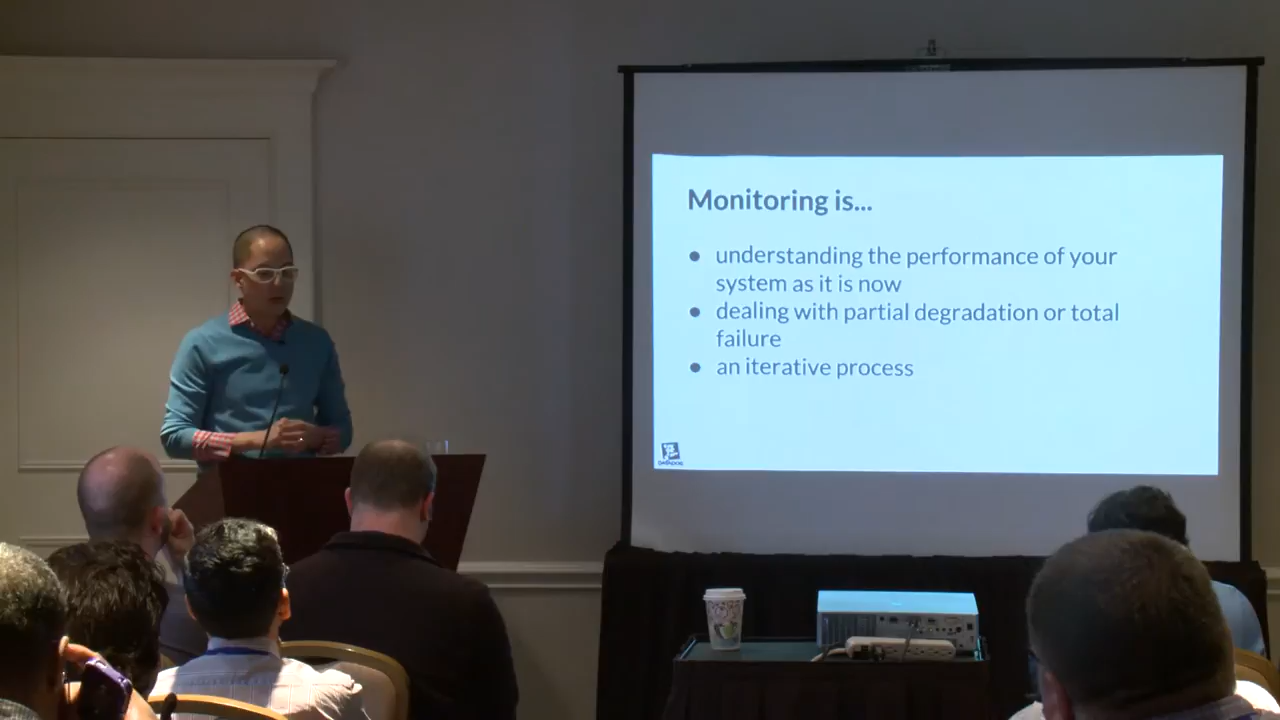 Monitoring is...
● understanding the performance of your
system as it is now
● dealing with partial degradation or total
failure
● an iterative process
DATADOG